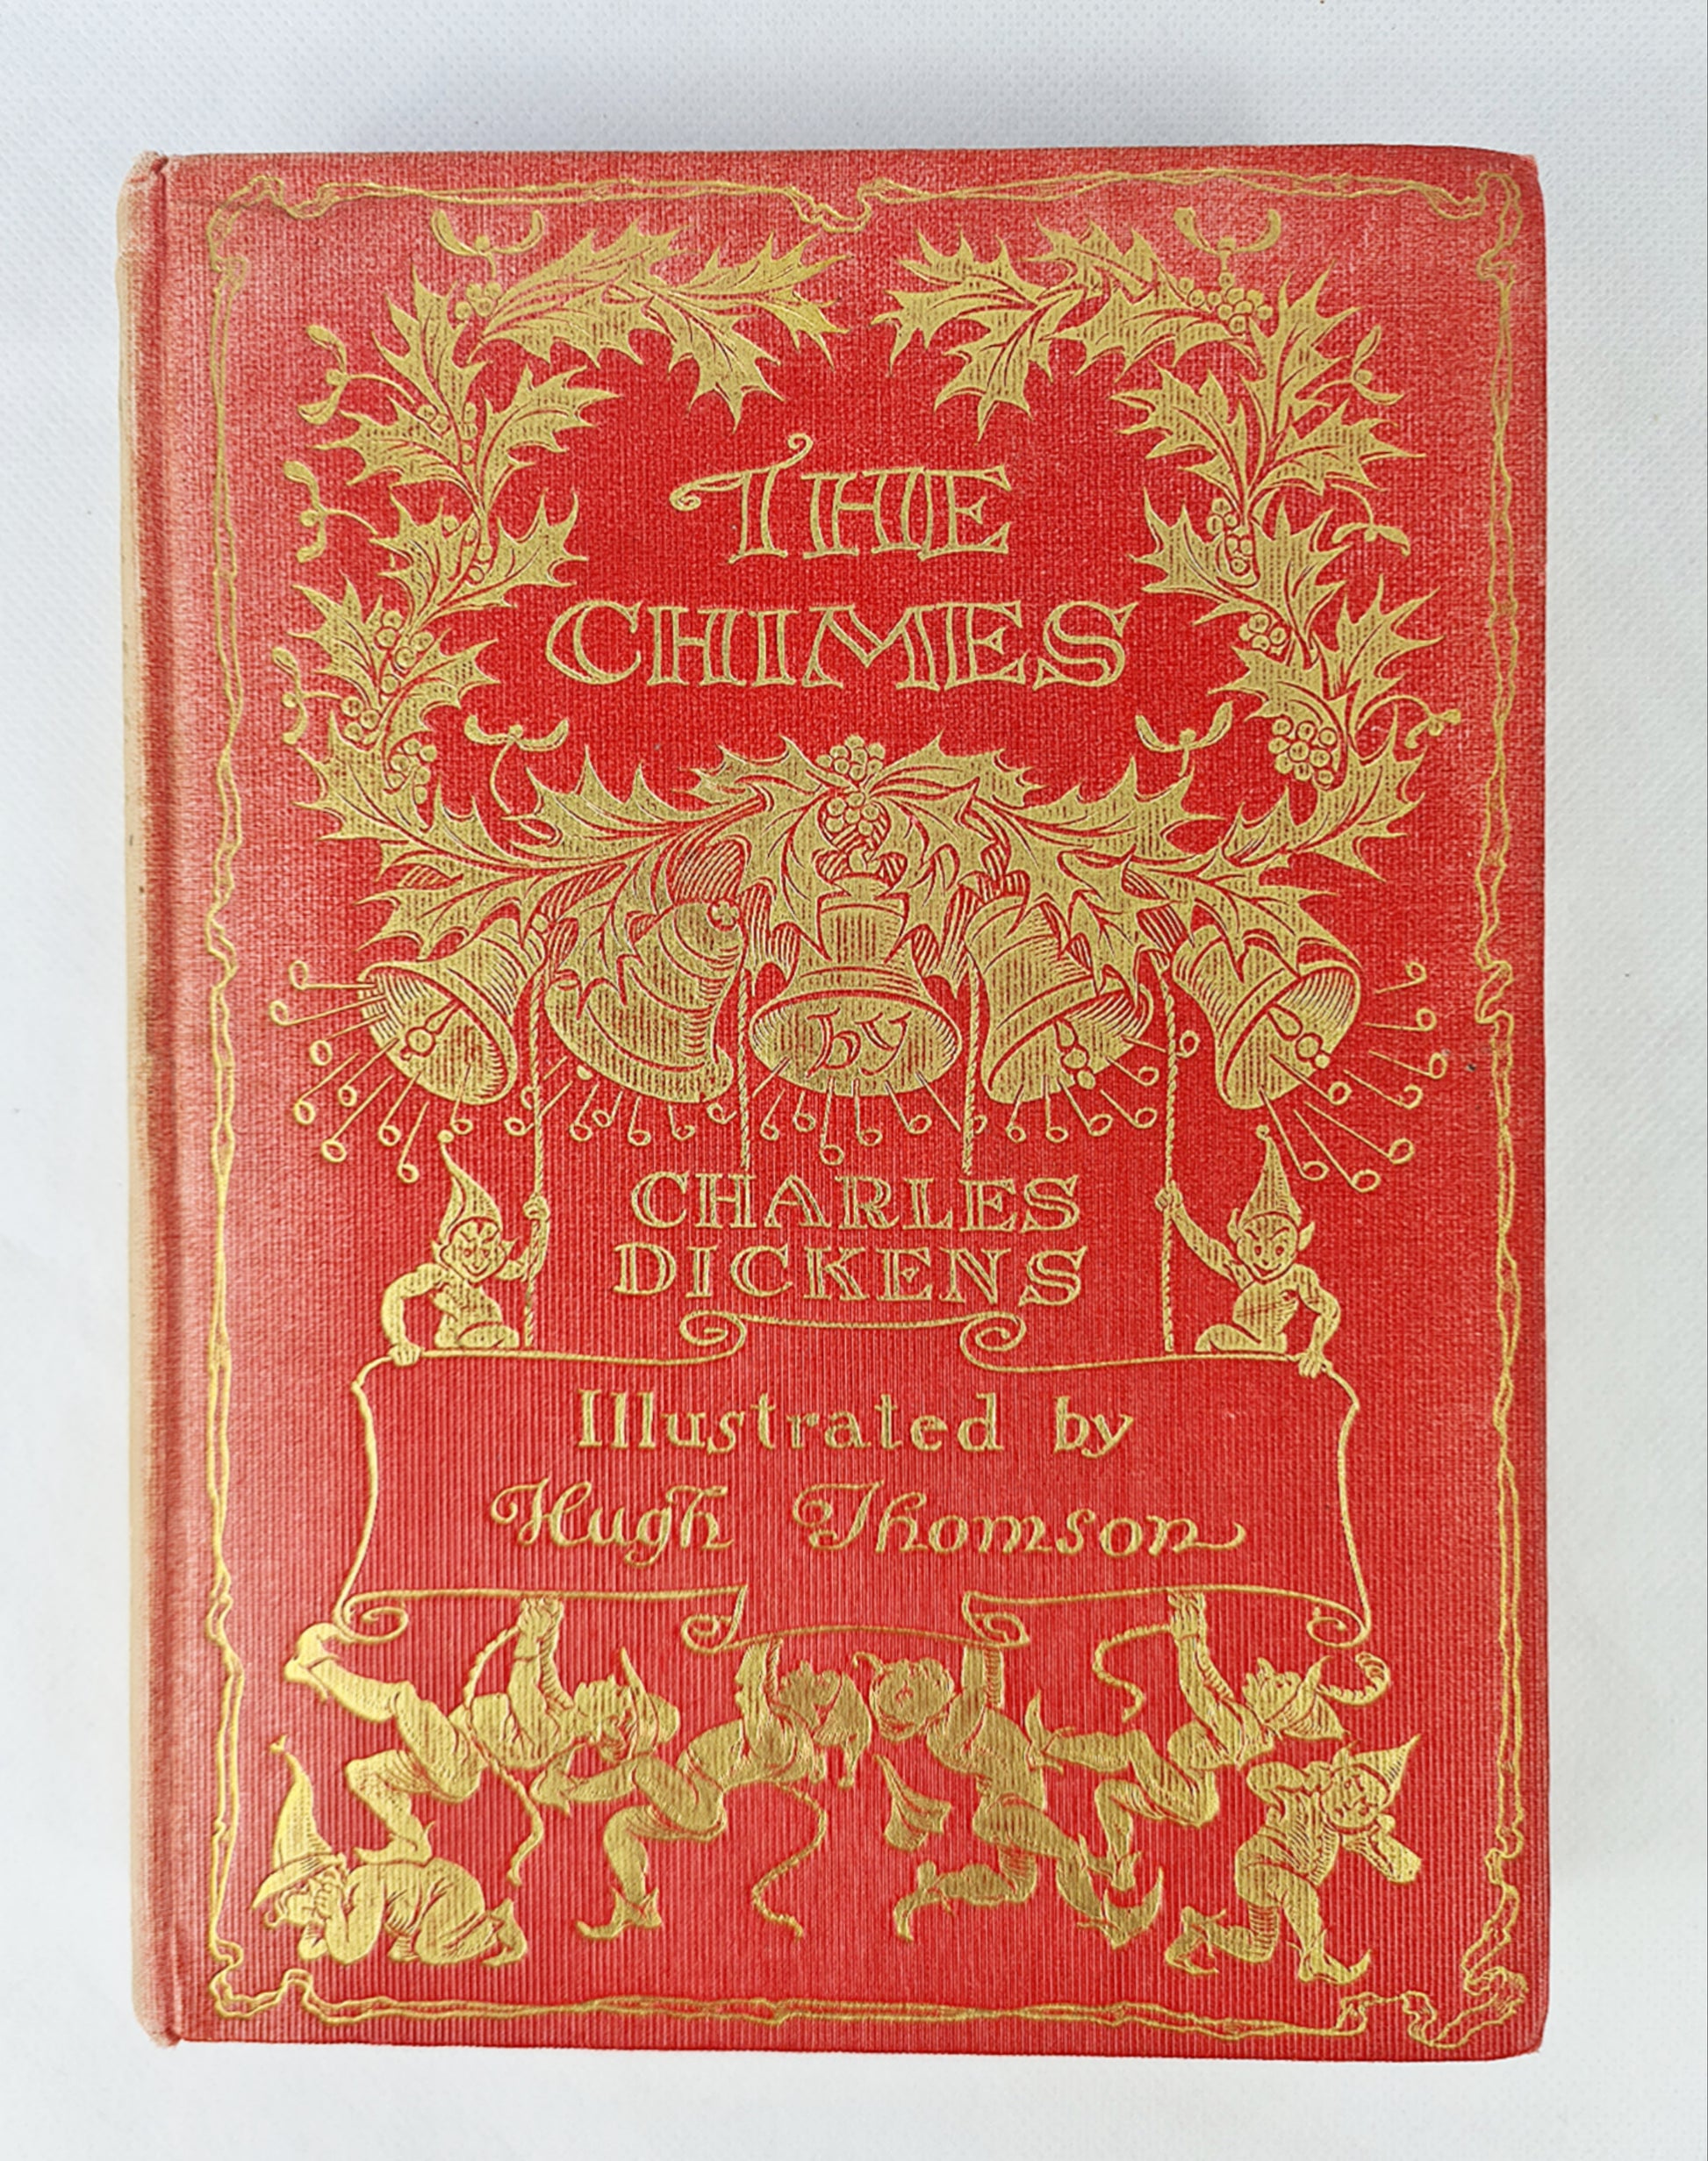 THE
CHIMES
by
CHARLES
DICKENS
Illustrated by
Hugh Thomson